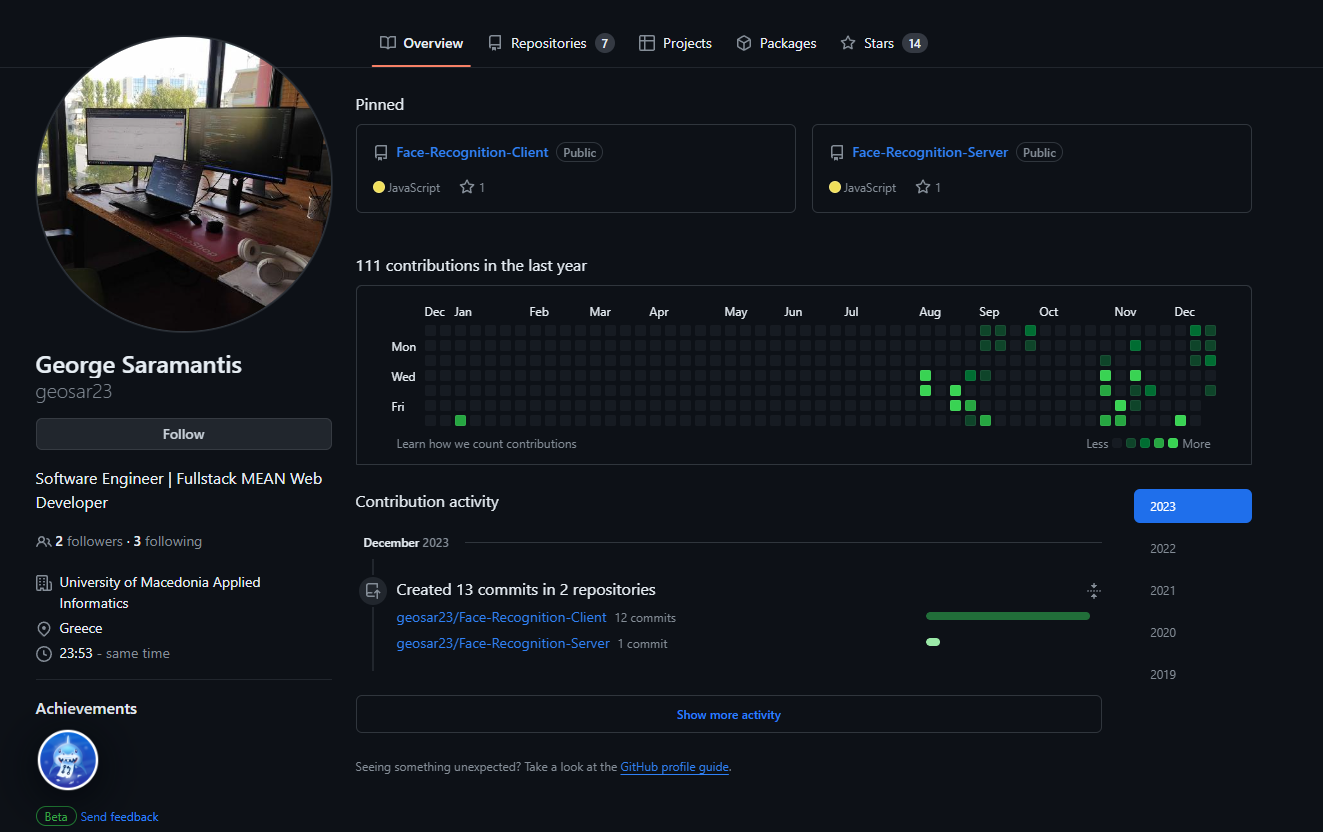 Overview Repositories 7 Projects Packages Stars 14
George Saramantis
geosar23
Follow
Software Engineer | Fullstack MEAN Web
Developer
2 followers · 3 following
University of Macedonia Applied
Informatics
Greece
23:53 - same time
Achievements
Beta Send feedback
Pinned
Face-Recognition-Client Public
JavaScript 1
Face-Recognition-Server Public
JavaScript 1
111 contributions in the last year
Dec Jan Feb Mar Apr May Jun Jul Aug Sep Oct Nov Dec
Mon
Wed
Fri
Learn how we count contributions
Less More
Contribution activity
December 2023
Created 13 commits in 2 repositories
geosar23/Face-Recognition-Client 12 commits
geosar23/Face-Recognition-Server 1 commit
Show more activity
Seeing something unexpected? Take a look at the GitHub profile guide.
2023
2022
2021
2020
2019